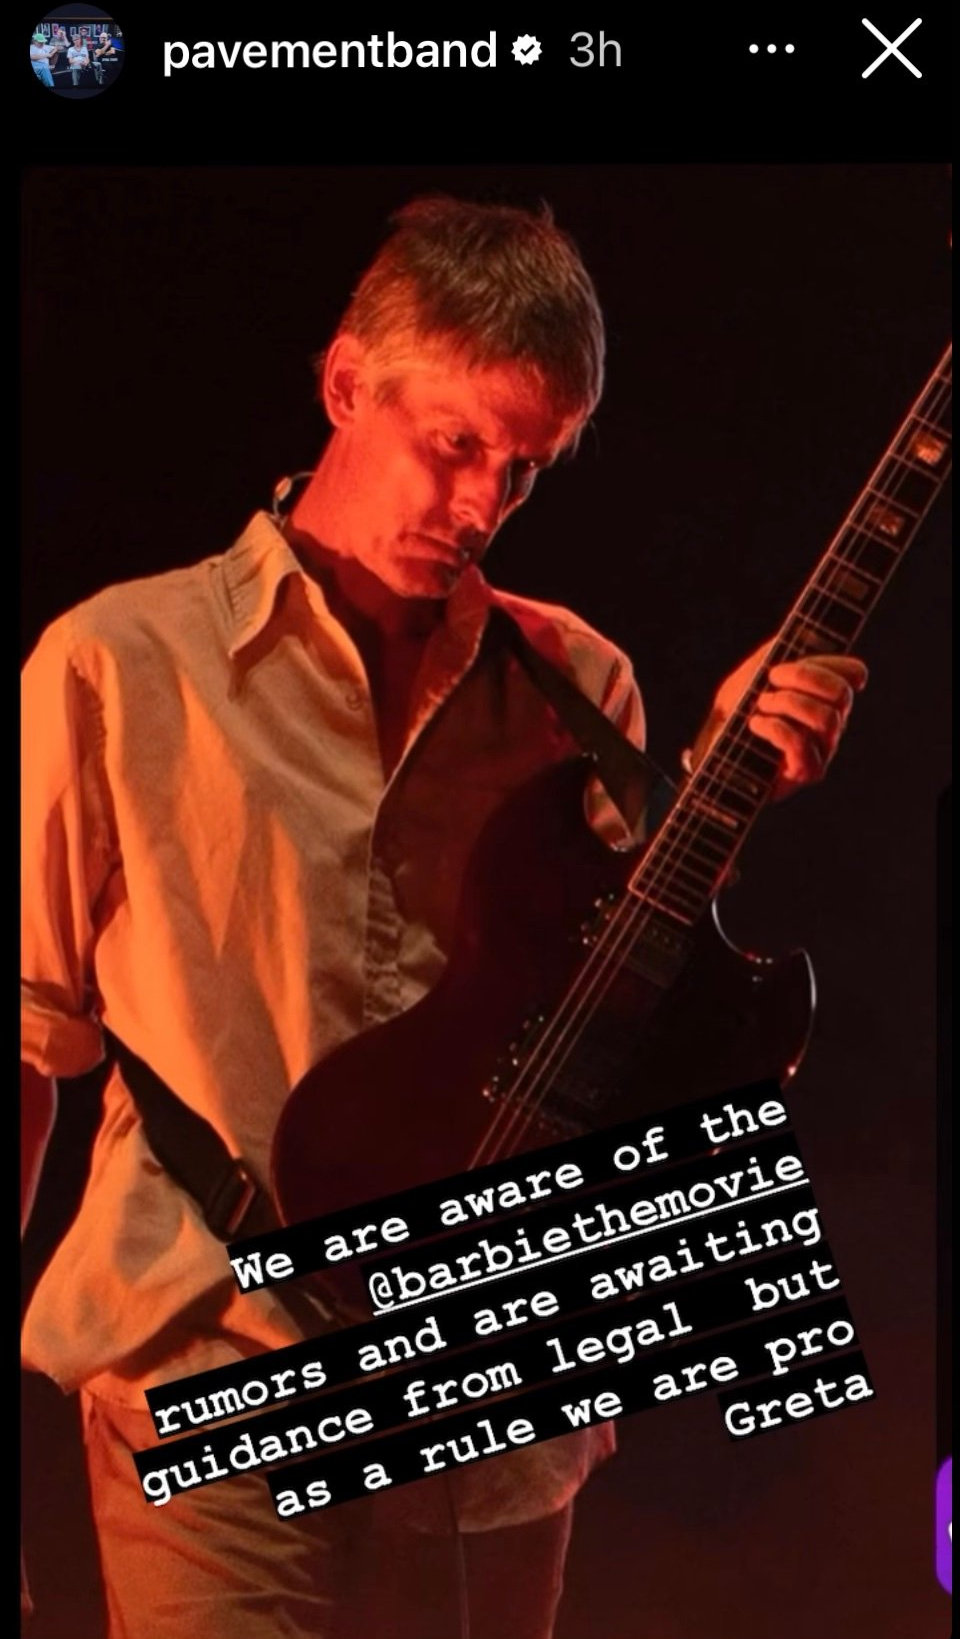 pavementband 3h
We are aware of the
@barbiethemovie
rumors and are awaiting
guidance from legal but
as a rule we are pro
Greta